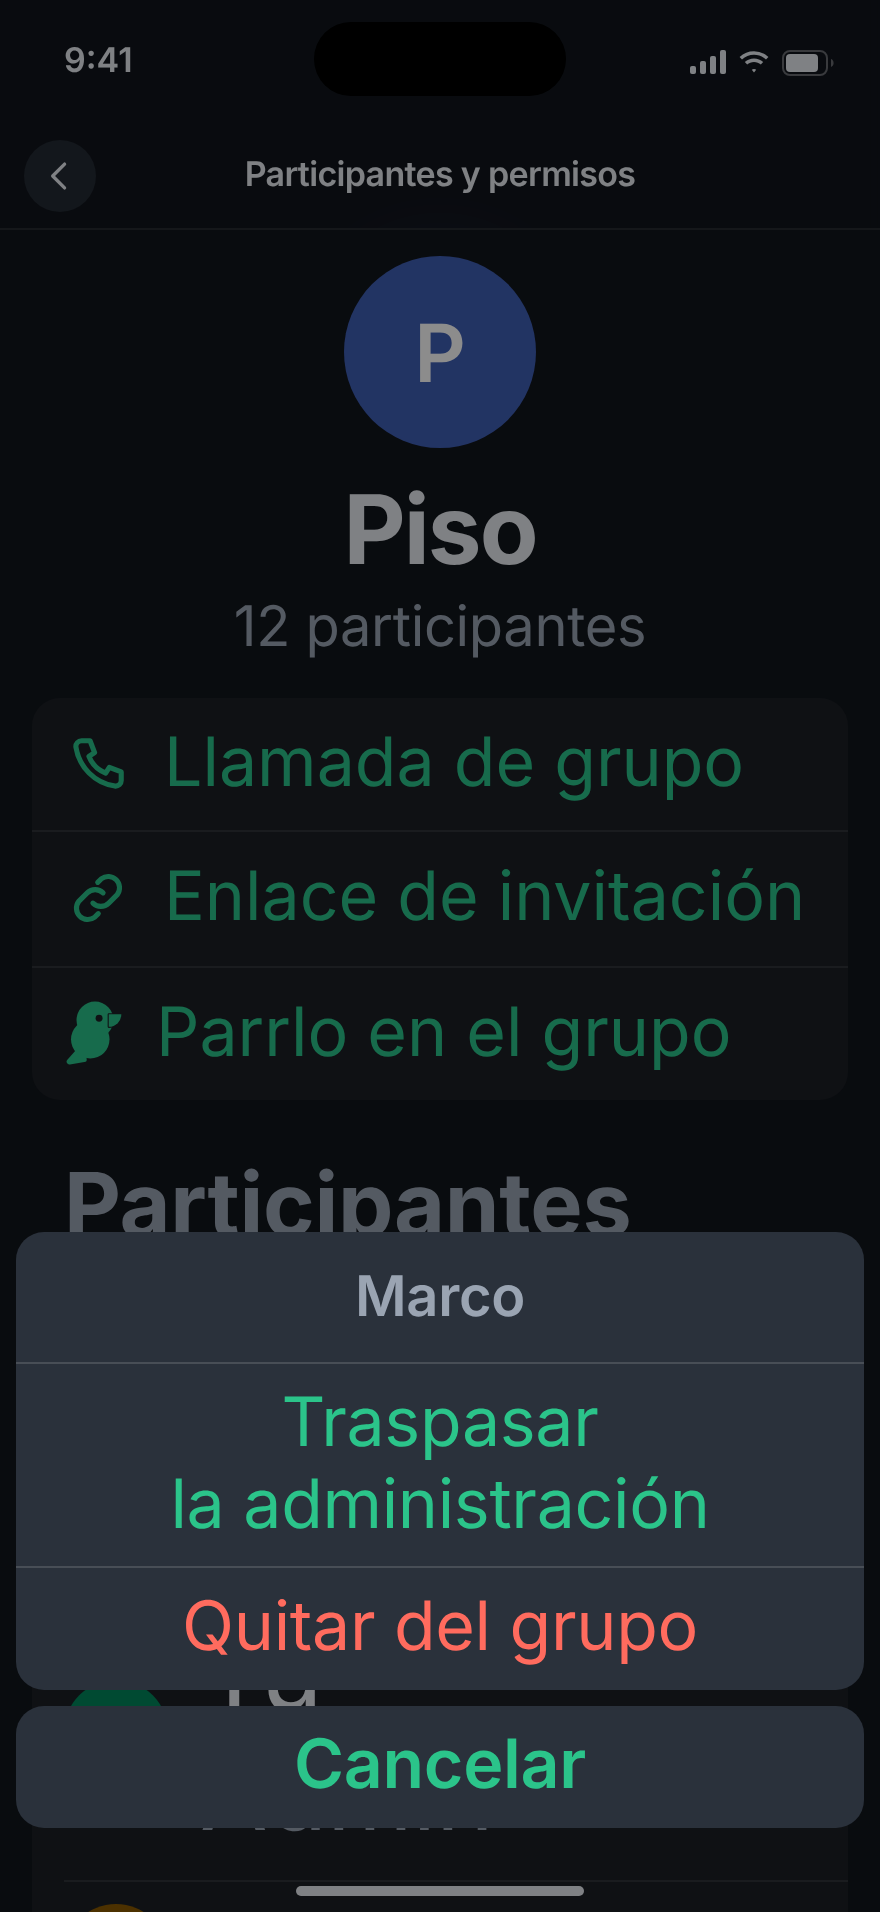 9:41
Participantes y permisos
P
Piso
12 participantes
Llamada de grupo
Enlace de invitación
Parrlo en el grupo
Participantes
Marco
Traspasar
la administración
Quitar del grupo
Cancelar